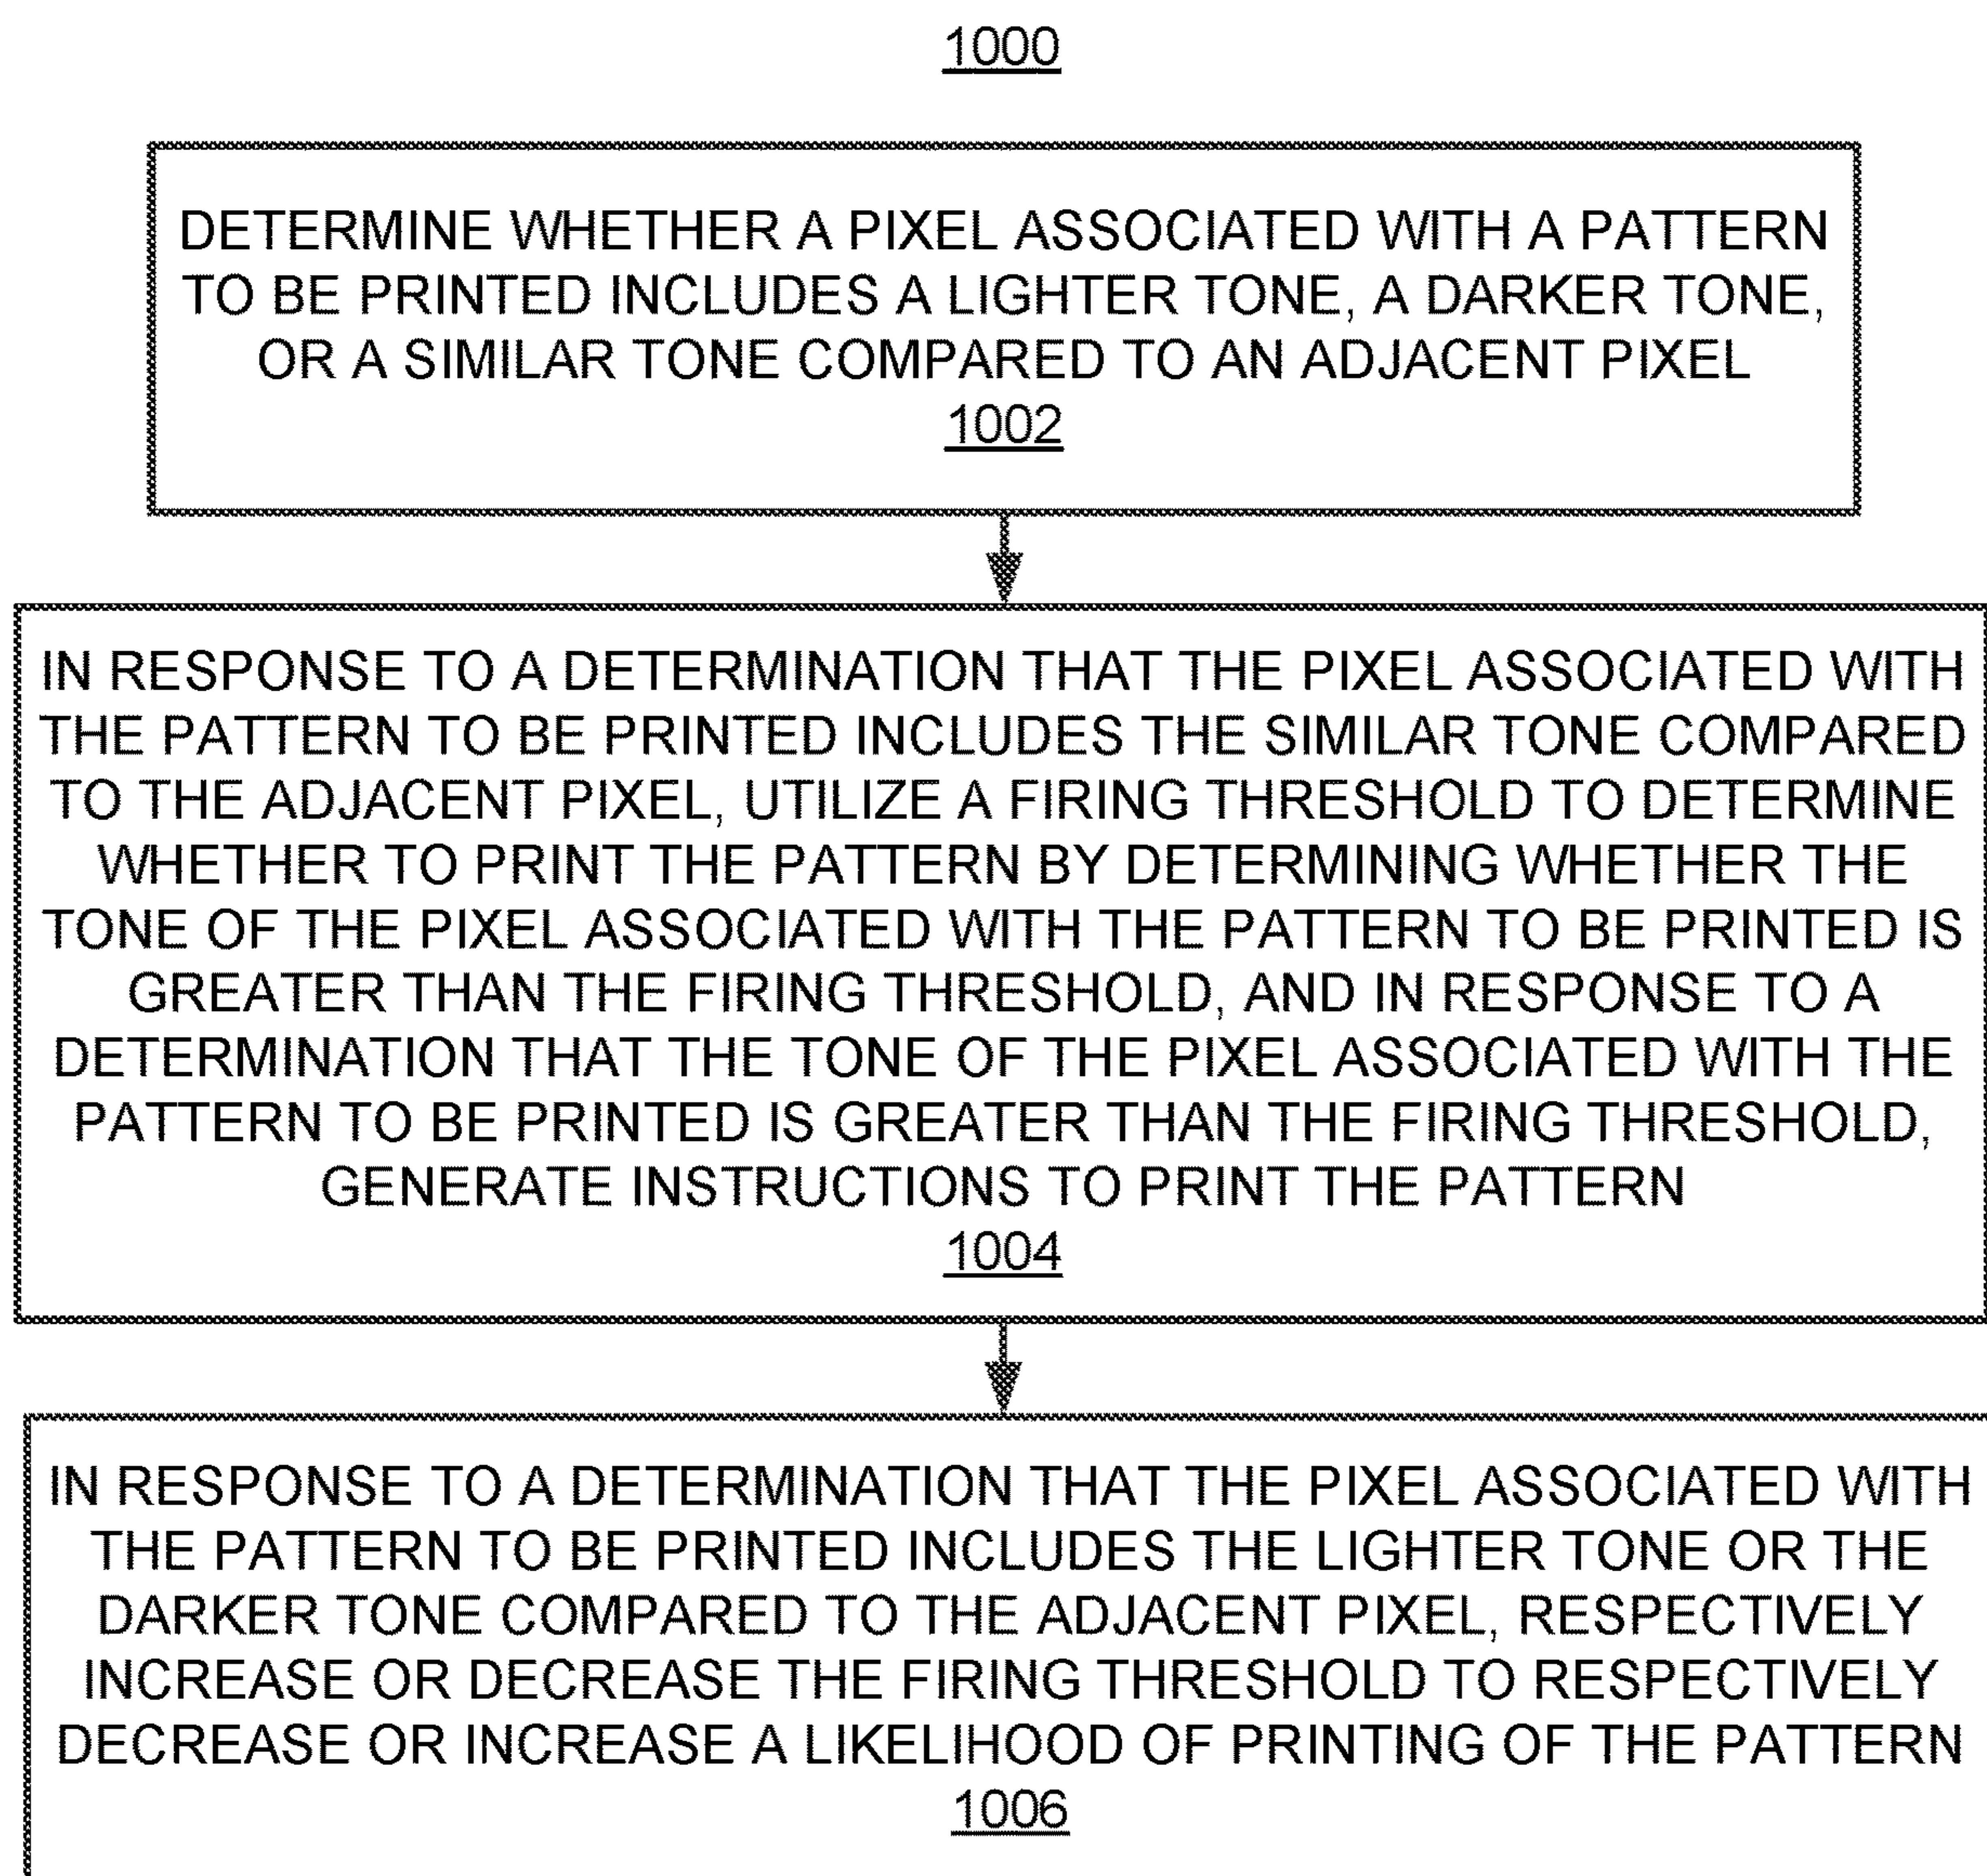 1000
DETERMINE WHETHER A PIXEL ASSOCIATED WITH A PATTERN
TO BE PRINTED INCLUDES A LIGHTER TONE, A DARKER TONE,
OR A SIMILAR TONE COMPARED TO AN ADJACENT PIXEL
1002
IN RESPONSE TO A DETERMINATION THAT THE PIXEL ASSOCIATED WITH
THE PATTERN TO BE PRINTED INCLUDES THE SIMILAR TONE COMPARED
TO THE ADJACENT PIXEL, UTILIZE A FIRING THRESHOLD TO DETERMINE
WHETHER TO PRINT THE PATTERN BY DETERMINING WHETHER THE
TONE OF THE PIXEL ASSOCIATED WITH THE PATTERN TO BE PRINTED IS
GREATER THAN THE FIRING THRESHOLD, AND IN RESPONSE TO A
DETERMINATION THAT THE TONE OF THE PIXEL ASSOCIATED WITH THE
PATTERN TO BE PRINTED IS GREATER THAN THE FIRING THRESHOLD,
GENERATE INSTRUCTIONS TO PRINT THE PATTERN
1004
IN RESPONSE TO A DETERMINATION THAT THE PIXEL ASSOCIATED WITH
THE PATTERN TO BE PRINTED INCLUDES THE LIGHTER TONE OR THE
DARKER TONE COMPARED TO THE ADJACENT PIXEL, RESPECTIVELY
INCREASE OR DECREASE THE FIRING THRESHOLD TO RESPECTIVELY
DECREASE OR INCREASE A LIKELIHOOD OF PRINTING OF THE PATTERN
1006